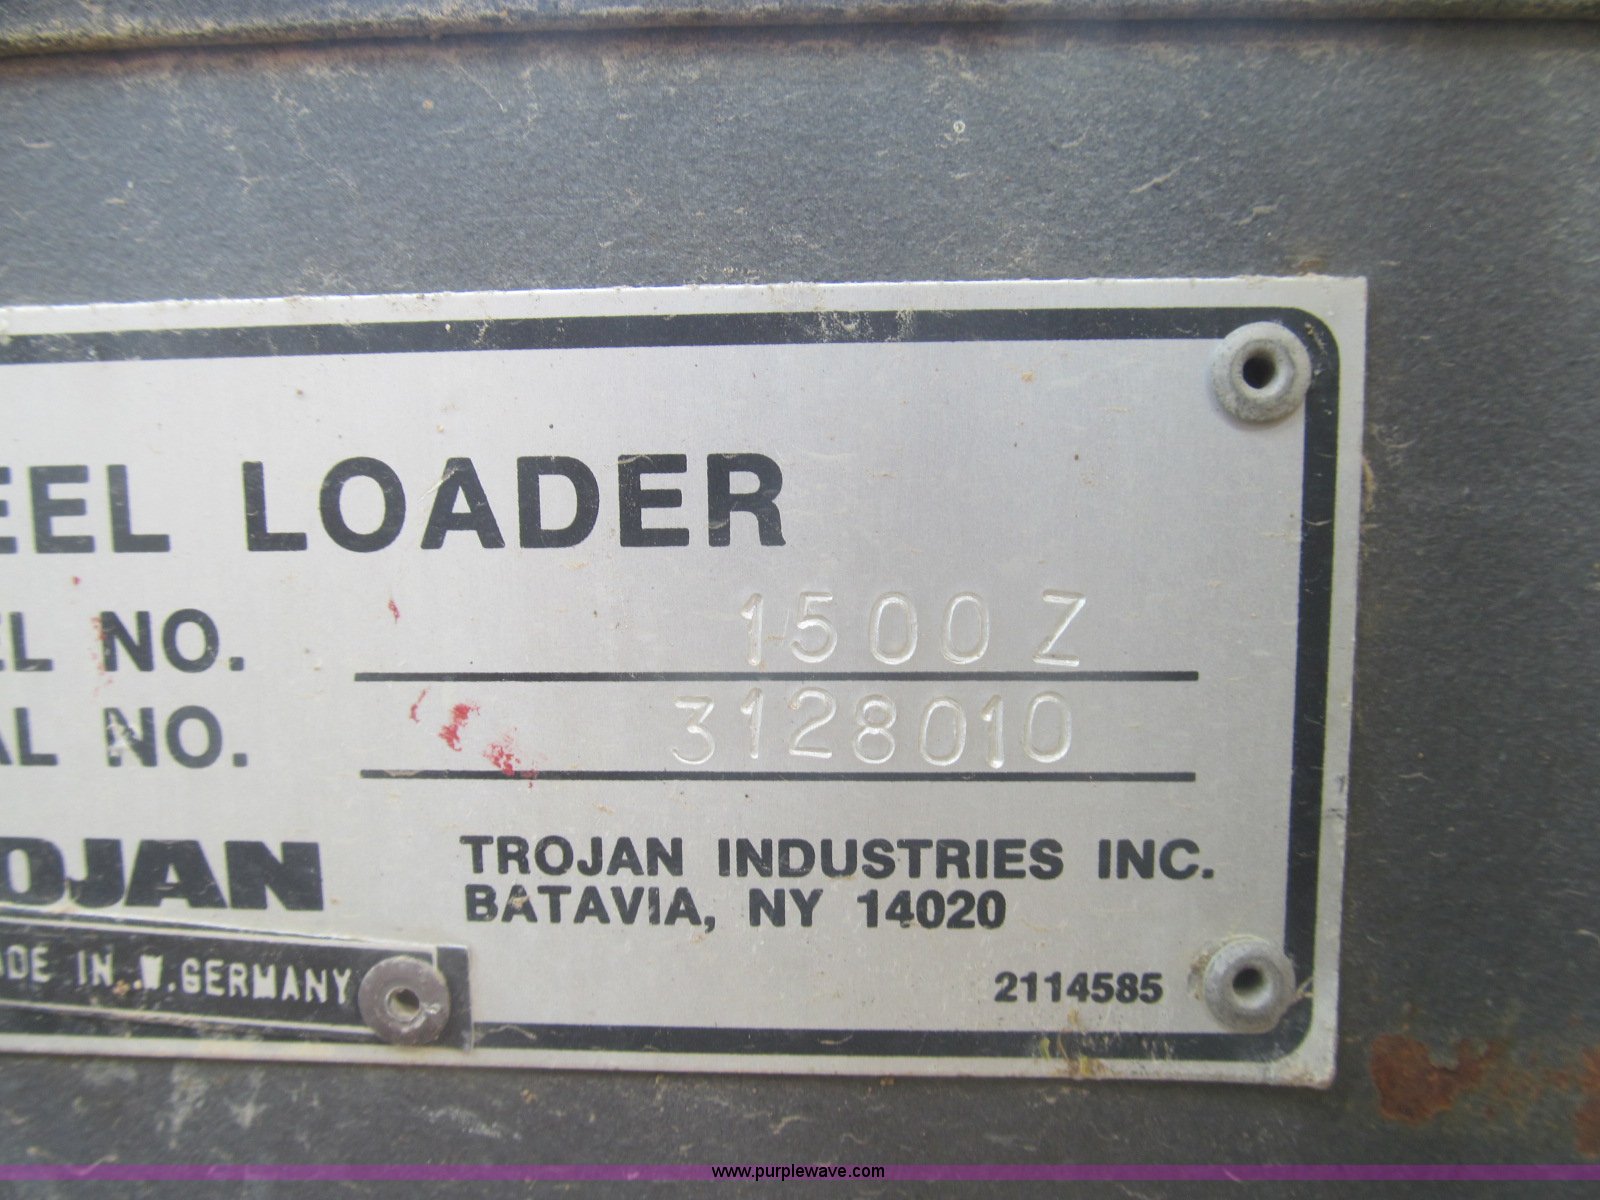 EEL LOADER
EL NO. 1500 Z
AL NO. 3128010
OJAN
TROJAN INDUSTRIES INC.
BATAVIA, NY 14020
ADE IN W. GERMANY
2114585
www.purplewave.com